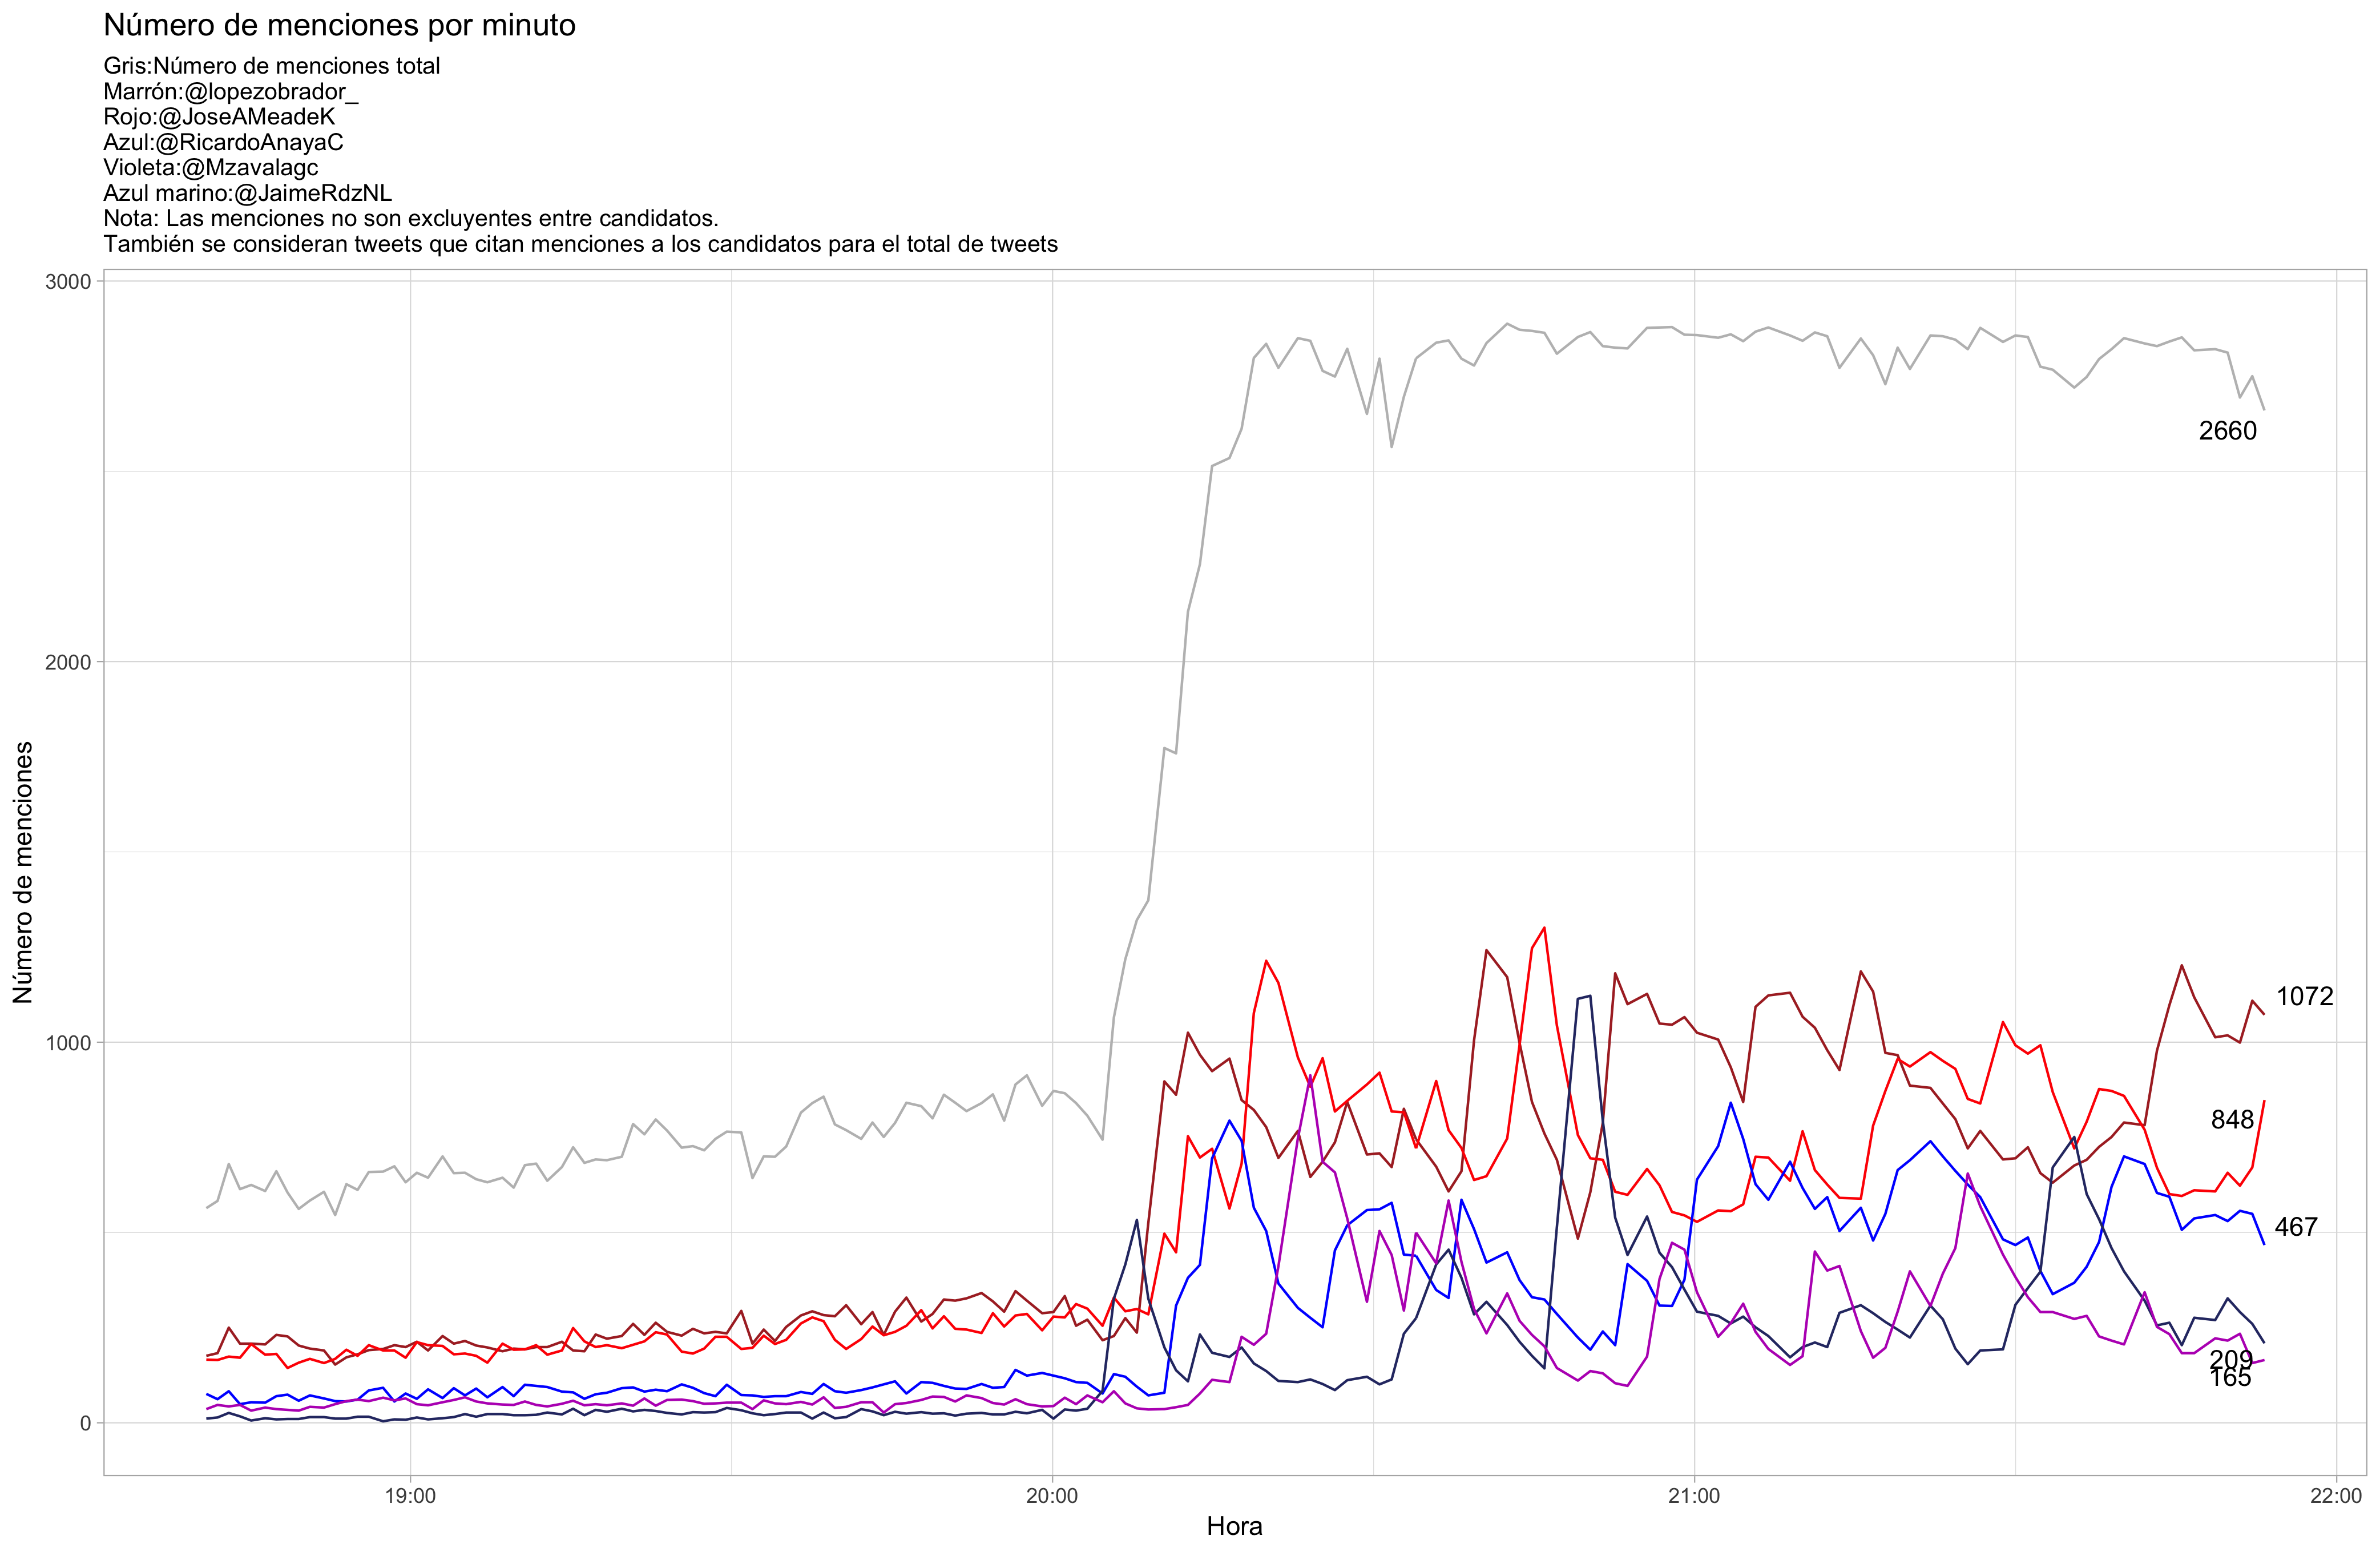 Número de menciones por minuto
Gris:Número de menciones total
Marrón:@lopezobrador_
Rojo:@JoseAMeadeK
Azul:@RicardoAnayaC
Violeta:@Mzavalagc
Azul marino:@JaimeRdzNL
Nota: Las menciones no son excluyentes entre candidatos.
También se consideran tweets que citan menciones a los candidatos para el total de tweets
3000
2660
2000
Número de menciones
1072
1000
848
467
209
165
0
19:00
20:00
21:00
22:00
Hora